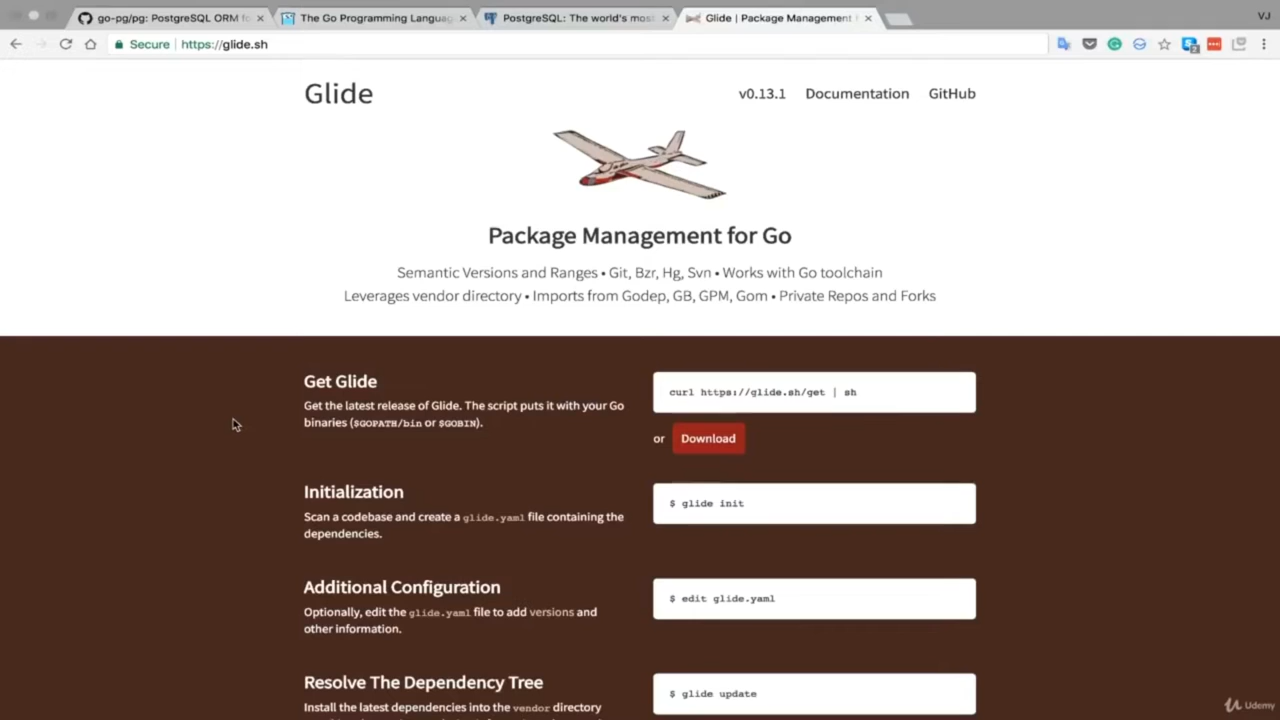 go-pg/pg: PostgreSQL ORM for
The Go Programming Languag
PostgreSQL: The world's most
Glide | Package Management
VJ
Secure | https://glide.sh
Glide
v0.13.1 Documentation GitHub
Package Management for Go
Semantic Versions and Ranges • Git, Bzr, Hg, Svn • Works with Go toolchain
Leverages vendor directory • Imports from Godep, GB, GPM, Gom • Private Repos and Forks
Get Glide
Get the latest release of Glide. The script puts it with your Go
binaries ($GOPATH/bin or $GOBIN).
curl https://glide.sh/get | sh
or Download
Initialization
Scan a codebase and create a glide.yaml file containing the
dependencies.
$ glide init
Additional Configuration
Optionally, edit the glide.yaml file to add versions and
other information.
$ edit glide.yaml
Resolve The Dependency Tree
Install the latest dependencies into the vendor directory
$ glide update
Udemy